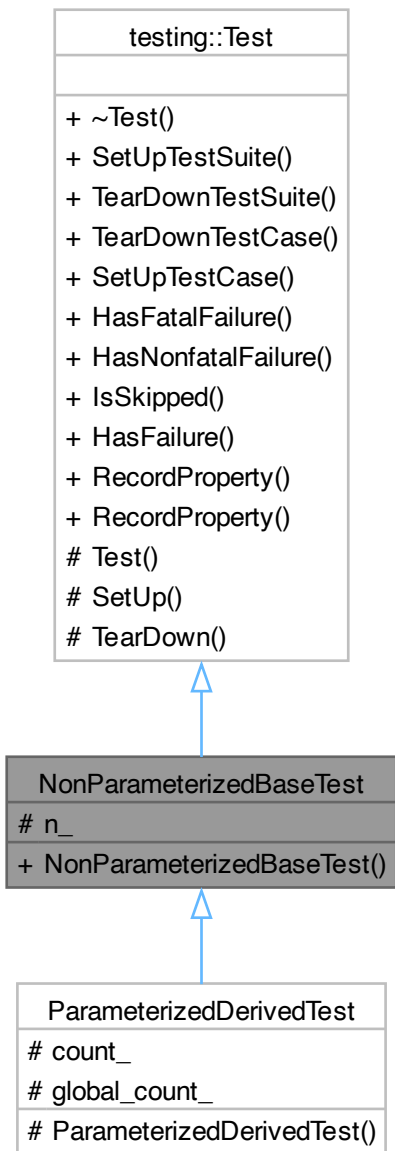 testing::Test
+ ~Test()
+ SetUpTestSuite()
+ TearDownTestSuite()
+ TearDownTestCase()
+ SetUpTestCase()
+ HasFatalFailure()
+ HasNonfatalFailure()
+ IsSkipped()
+ HasFailure()
+ RecordProperty()
+ RecordProperty()
# Test()
# SetUp()
# TearDown()
NonParameterizedBaseTest
# n_
+ NonParameterizedBaseTest()
ParameterizedDerivedTest
# count_
# global_count_
# ParameterizedDerivedTest()